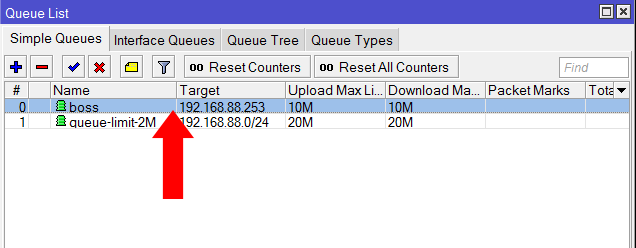 Queue List
Simple Queues Interface Queues Queue Tree Queue Types
00 Reset Counters 00 Reset All Counters Find
# Name Target Upload Max Li... Download Ma... Packet Marks Tota
0 boss 192.168.88.253 10M 10M
1 queue-limit-2M 192.168.88.0/24 20M 20M